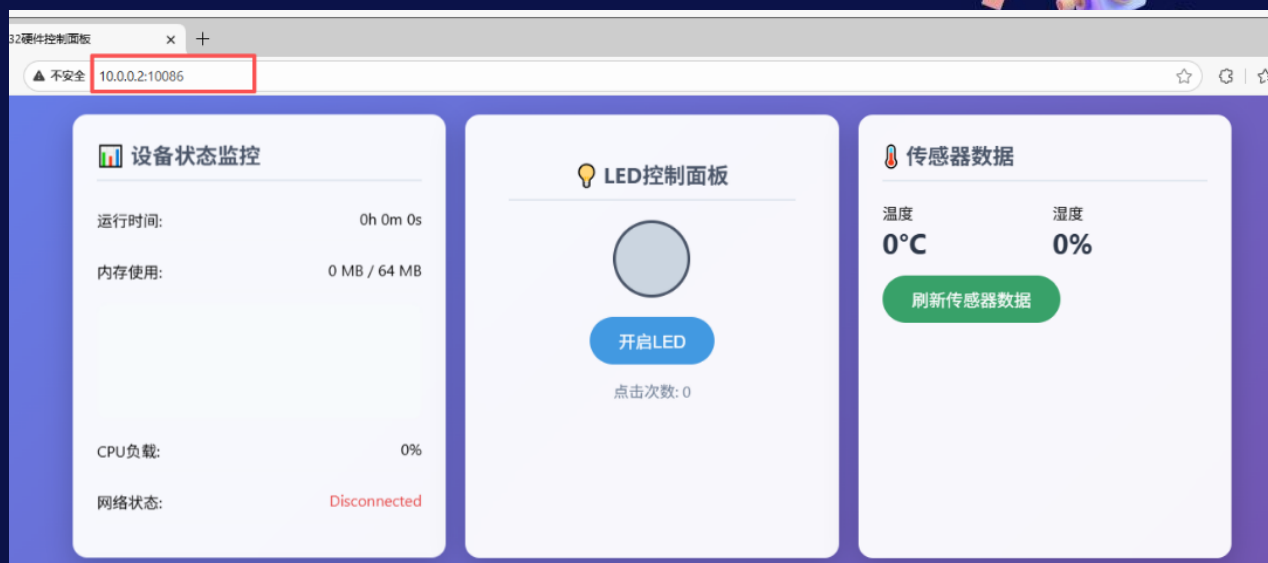 32硬件控制面板
不安全 10.0.0.2:10086
设备状态监控
运行时间: 0h 0m 0s
内存使用: 0 MB / 64 MB
CPU负载: 0%
网络状态: Disconnected
LED控制面板
开启LED
点击次数: 0
传感器数据
温度 湿度
0°C 0%
刷新传感器数据